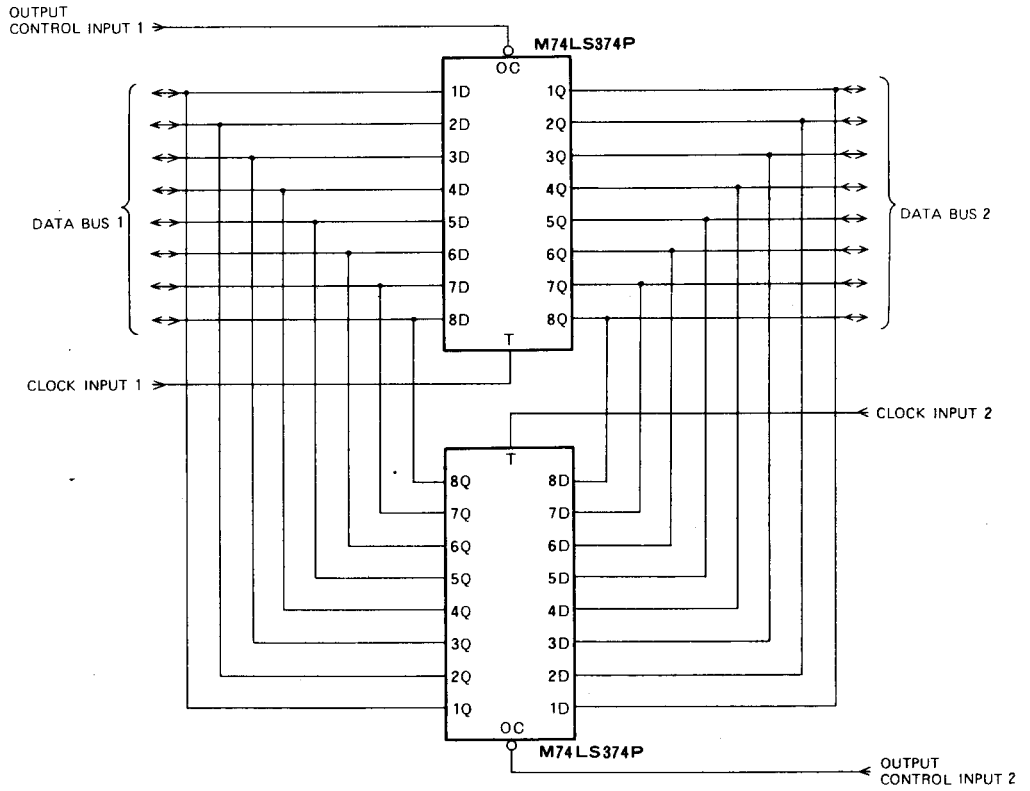 OUTPUT
CONTROL INPUT 1
M74LS374P
OC
1D
1Q
2D
2Q
3D
3Q
4D
4Q
DATA BUS 1
5D
5Q
DATA BUS 2
6D
6Q
7D
7Q
8D
8Q
T
CLOCK INPUT 1
CLOCK INPUT 2
T
8Q
8D
7Q
7D
6Q
6D
5Q
5D
4Q
4D
3Q
3D
2Q
2D
1Q
1D
OC
M74LS374P
OUTPUT
CONTROL INPUT 2